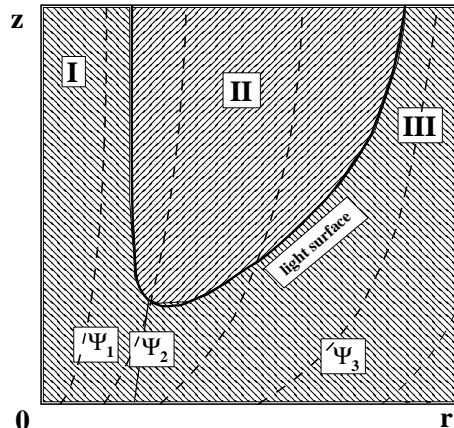 z
I
II
III
light surface
′Ψ₁
′Ψ₂
′Ψ₃
0
r